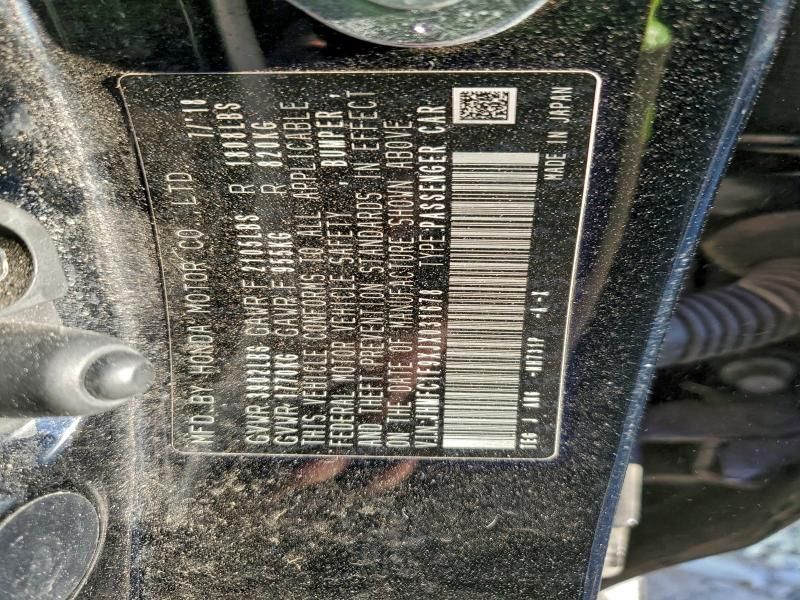 MFD.BY HONDA MOTOR CO.,LTD. 7/'18
GVWR LBS GAWR F 2105LBS R LBS
GVWR 1770KG GAWR F 955KG R 820KG
THIS VEHICLE CONFORMS TO ALL APPLICABLE
FEDERAL MOTOR VEHICLE SAFETY, BUMPER,
AND THEFT PREVENTION STANDARDS IN EFFECT
ON THE DATE OF MANUFACTURE SHOWN ABOVE.
V.I.N. TYPE:PASSENGER CAR
MADE IN JAPAN